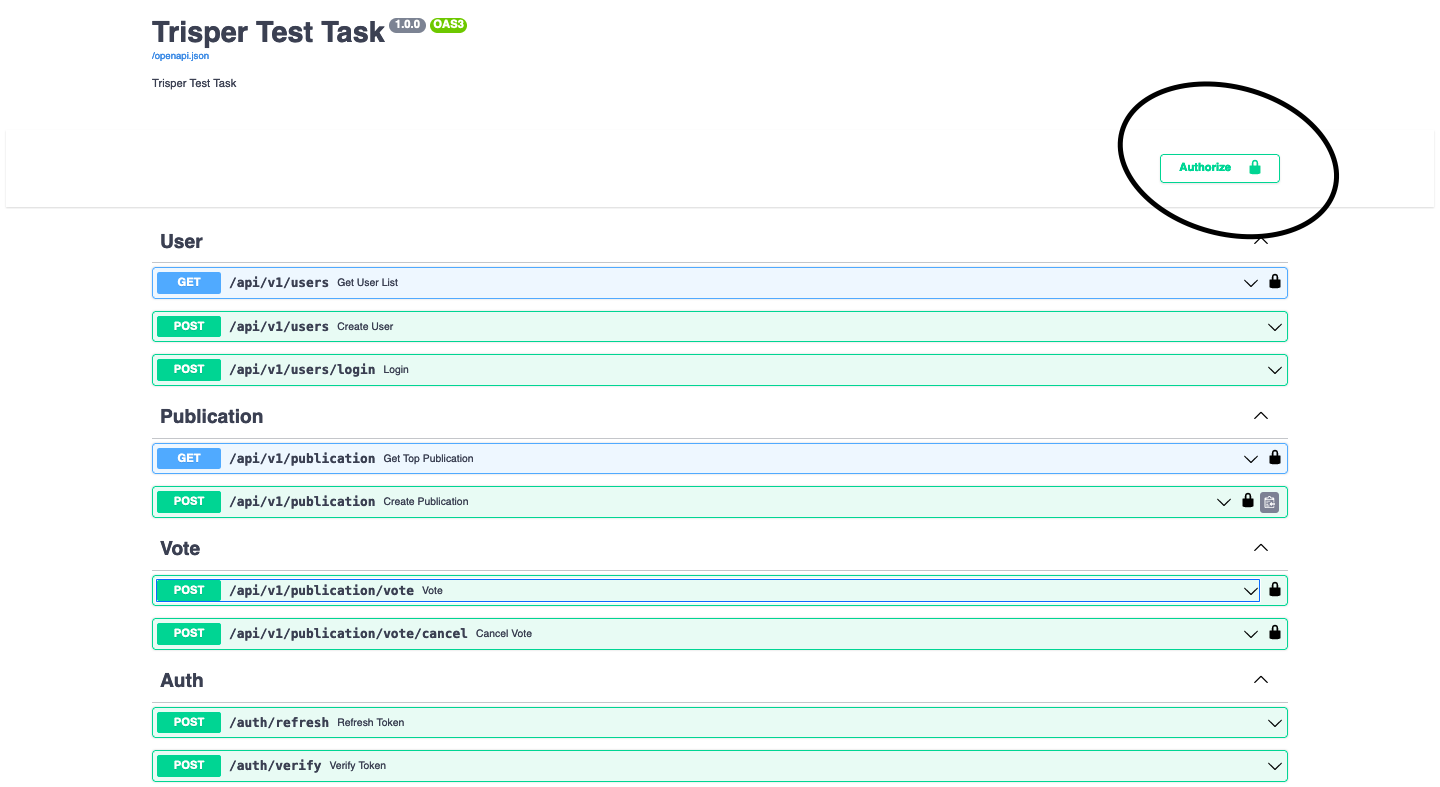 Trisper Test Task 1.0.0 OAS3
/openapi.json
Trisper Test Task
Authorize
User
GET /api/v1/users Get User List
POST /api/v1/users Create User
POST /api/v1/users/login Login
Publication
GET /api/v1/publication Get Top Publication
POST /api/v1/publication Create Publication
Vote
POST /api/v1/publication/vote Vote
POST /api/v1/publication/vote/cancel Cancel Vote
Auth
POST /auth/refresh Refresh Token
POST /auth/verify Verify Token